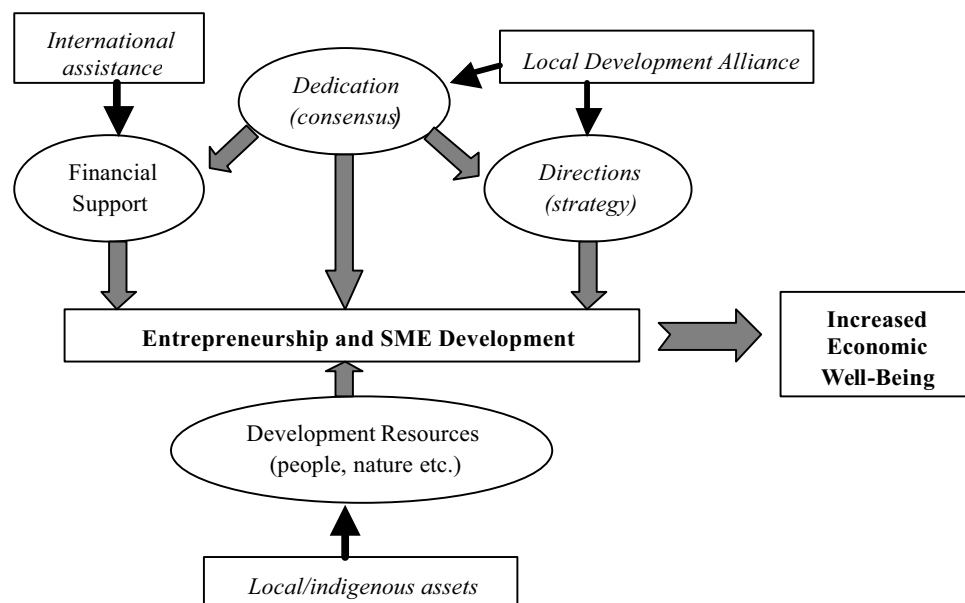 International
assistance
Dedication
(consensus)
Local Development Alliance
Financial
Support
Directions
(strategy)
Entrepreneurship and SME Development
Increased
Economic
Well-Being
Development Resources
(people, nature etc.)
Local/indigenous assets